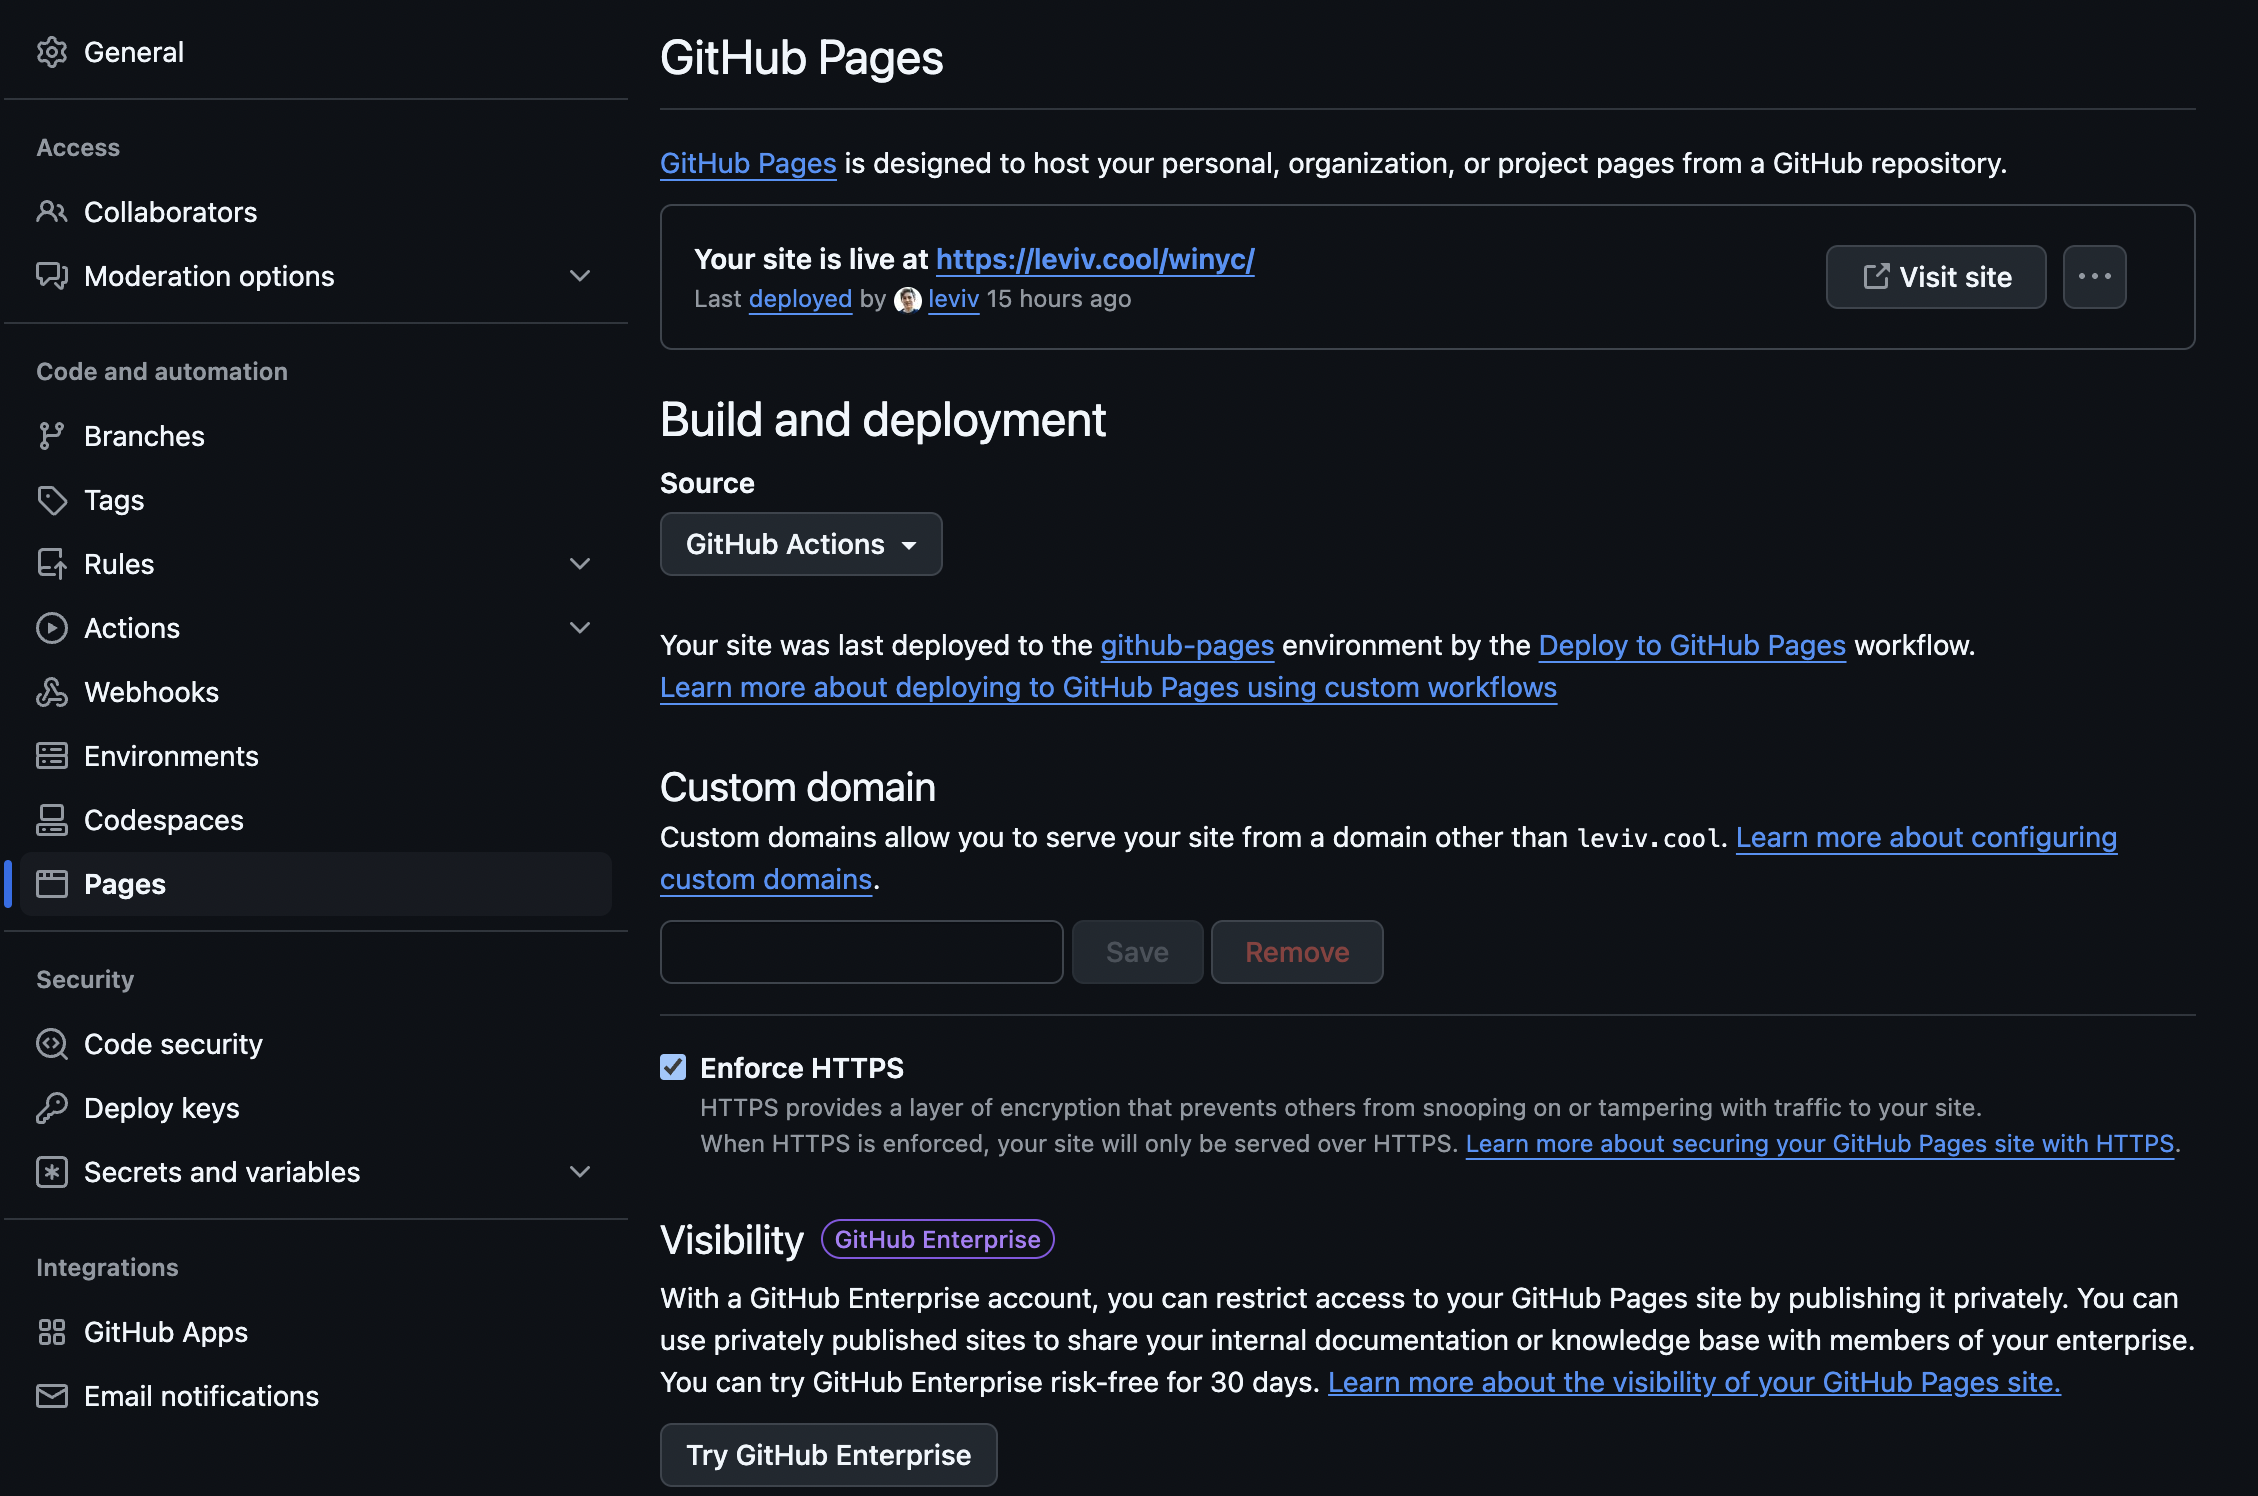 General
Access
Collaborators
Moderation options
Code and automation
Branches
Tags
Rules
Actions
Webhooks
Environments
Codespaces
Pages
Security
Code security
Deploy keys
Secrets and variables
Integrations
GitHub Apps
Email notifications
GitHub Pages
GitHub Pages is designed to host your personal, organization, or project pages from a GitHub repository.
Your site is live at https://leviv.cool/winyc/
Last deployed by leviv 15 hours ago
Visit site
Build and deployment
Source
GitHub Actions
Your site was last deployed to the github-pages environment by the Deploy to GitHub Pages workflow.
Learn more about deploying to GitHub Pages using custom workflows
Custom domain
Custom domains allow you to serve your site from a domain other than leviv.cool. Learn more about configuring
custom domains.
Save Remove
Enforce HTTPS
HTTPS provides a layer of encryption that prevents others from snooping on or tampering with traffic to your site.
When HTTPS is enforced, your site will only be served over HTTPS. Learn more about securing your GitHub Pages site with HTTPS.
Visibility GitHub Enterprise
With a GitHub Enterprise account, you can restrict access to your GitHub Pages site by publishing it privately. You can
use privately published sites to share your internal documentation or knowledge base with members of your enterprise.
You can try GitHub Enterprise risk-free for 30 days. Learn more about the visibility of your GitHub Pages site.
Try GitHub Enterprise